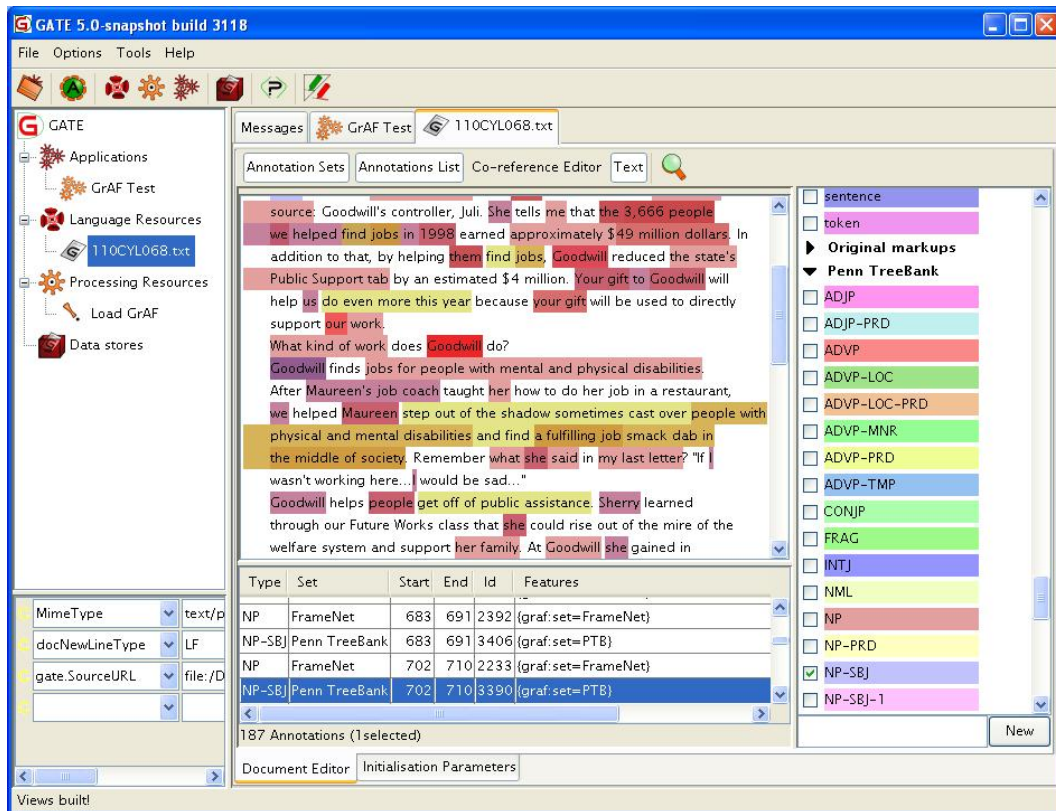 GATE 5.0-snapshot build 3118
File Options Tools Help
GATE
Applications
GrAF Test
Language Resources
110CYL068.txt
Processing Resources
Load GrAF
Data stores
MimeType text/p
docNewLineType LF
gate.SourceURL file:/D
Messages GrAF Test 110CYL068.txt
Annotation Sets Annotations List Co-reference Editor Text
source: Goodwill's controller, Juli. She tells me that the 3,666 people
we helped find jobs in 1998 earned approximately $49 million dollars. In
addition to that, by helping them find jobs, Goodwill reduced the state's
Public Support tab by an estimated $4 million. Your gift to Goodwill will
help us do even more this year because your gift will be used to directly
support our work.
What kind of work does Goodwill do?
Goodwill finds jobs for people with mental and physical disabilities.
After Maureen's job coach taught her how to do her job in a restaurant,
we helped Maureen step out of the shadow sometimes cast over people with
physical and mental disabilities and find a fulfilling job smack dab in
the middle of society. Remember what she said in my last letter? "If I
wasn't working here...I would be sad..."
Goodwill helps people get off of public assistance. Sherry learned
through our Future Works class that she could rise out of the mire of the
welfare system and support her family. At Goodwill she gained in
Type Set Start End Id Features
NP FrameNet 683 691 2392 {graf:set=FrameNet}
NP-SBJ Penn TreeBank 683 691 3406 {graf:set=PTB}
NP FrameNet 702 710 2233 {graf:set=FrameNet}
NP-SBJ Penn TreeBank 702 710 3390 {graf:set=PTB}
187 Annotations (1selected)
Document Editor Initialisation Parameters
sentence
token
Original markups
Penn TreeBank
ADJP
ADJP-PRD
ADVP
ADVP-LOC
ADVP-LOC-PRD
ADVP-MNR
ADVP-PRD
ADVP-TMP
CONJP
FRAG
INTJ
NML
NP
NP-PRD
NP-SBJ
NP-SBJ-1
New
Views built!